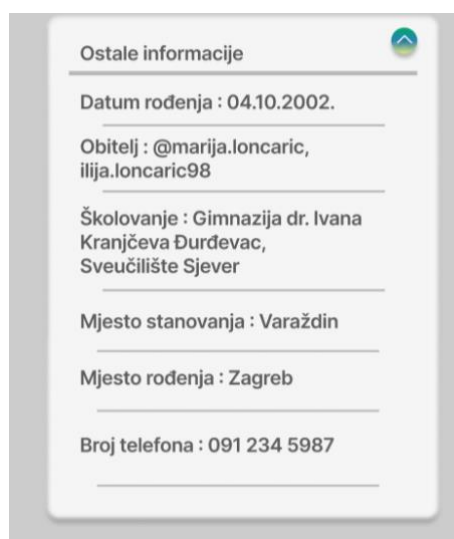 Ostale informacije
Datum rođenja : 04.10.2002.
Obitelj : @marija.loncaric,
ilija.loncaric98
Školovanje : Gimnazija dr. Ivana
Kranjčeva Đurđevac,
Sveučilište Sjever
Mjesto stanovanja : Varaždin
Mjesto rođenja : Zagreb
Broj telefona : 091 234 5987